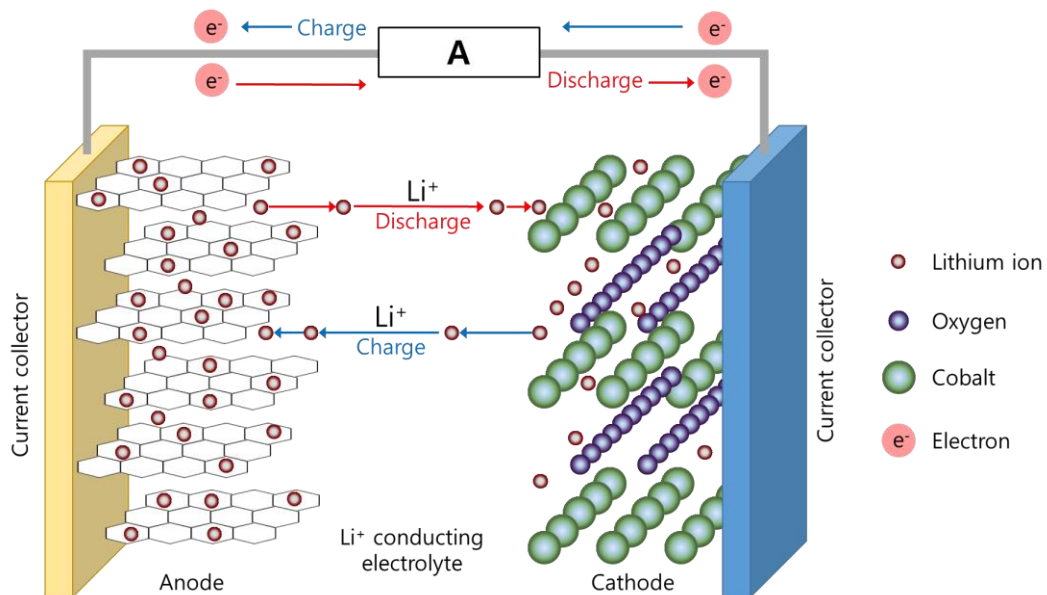 e⁻
Charge
e⁻
A
e⁻
Discharge
e⁻
Li⁺
Discharge
Li⁺
Charge
Current collector
Current collector
Lithium ion
Oxygen
Cobalt
e⁻
Electron
Li⁺ conducting
electrolyte
Anode
Cathode